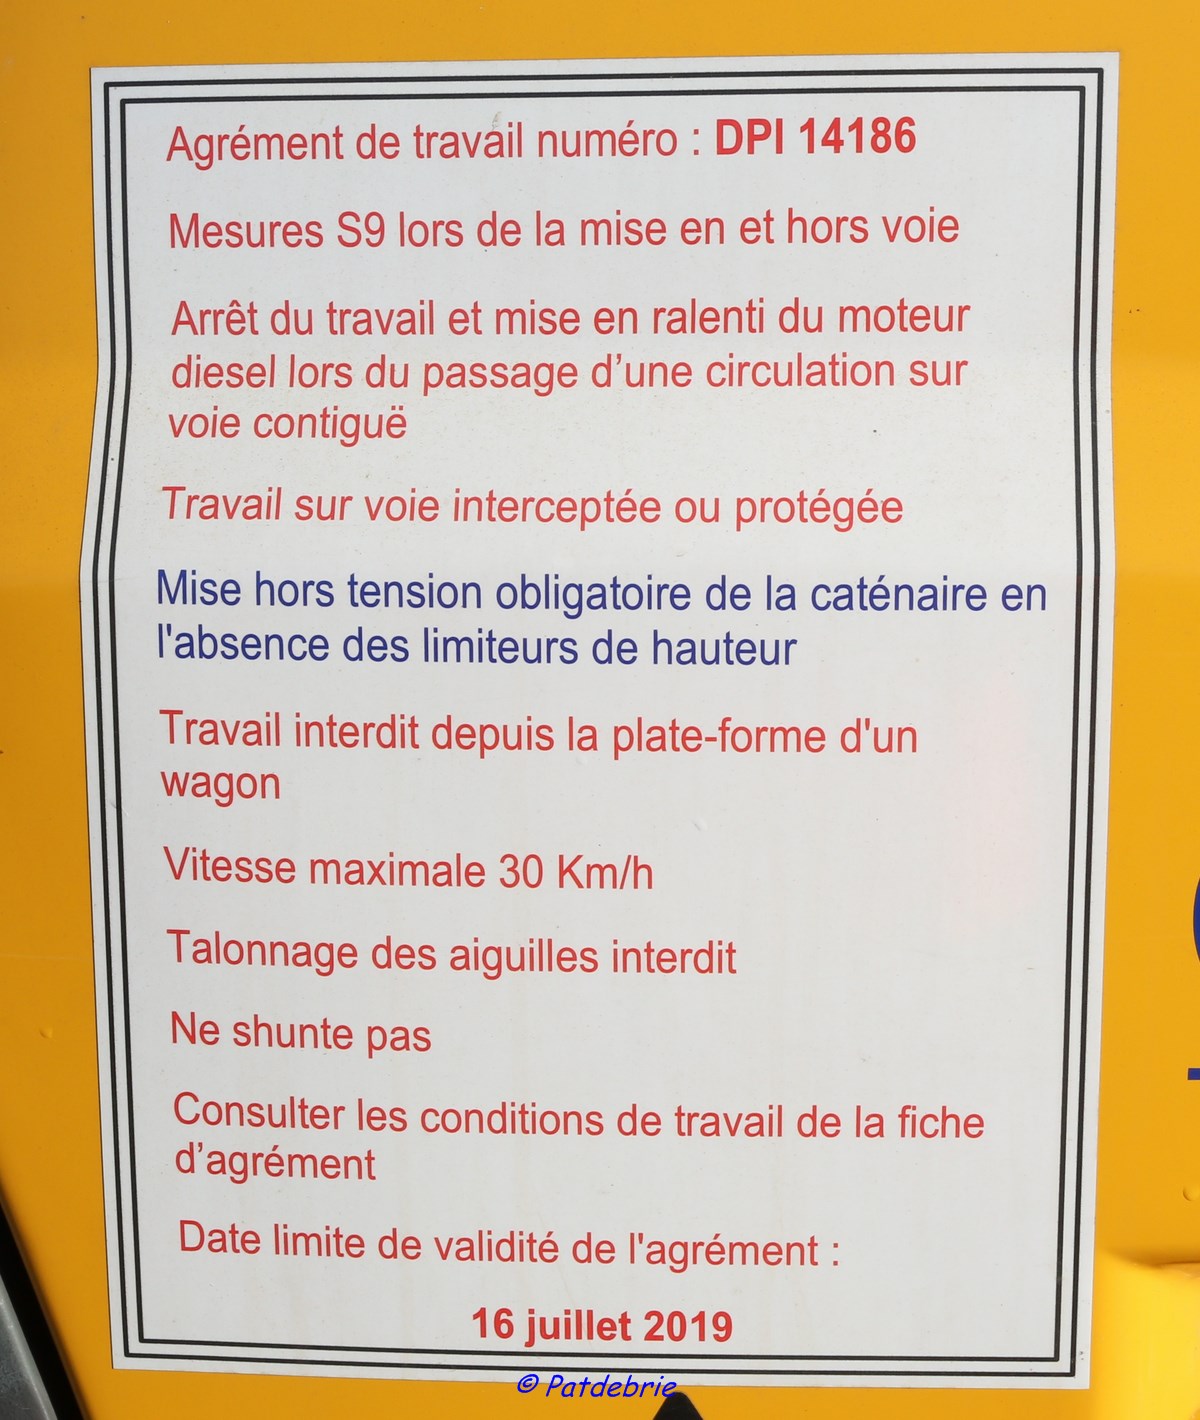 Agrément de travail numéro : DPI 14186
Mesures S9 lors de la mise en et hors voie
Arrêt du travail et mise en ralenti du moteur
diesel lors du passage d’une circulation sur
voie contiguë
Travail sur voie interceptée ou protégée
Mise hors tension obligatoire de la caténaire en
l'absence des limiteurs de hauteur
Travail interdit depuis la plate-forme d'un
wagon
Vitesse maximale 30 Km/h
Talonnage des aiguilles interdit
Ne shunte pas
Consulter les conditions de travail de la fiche
d’agrément
Date limite de validité de l'agrément :
16 juillet 2019
© Patdebrie